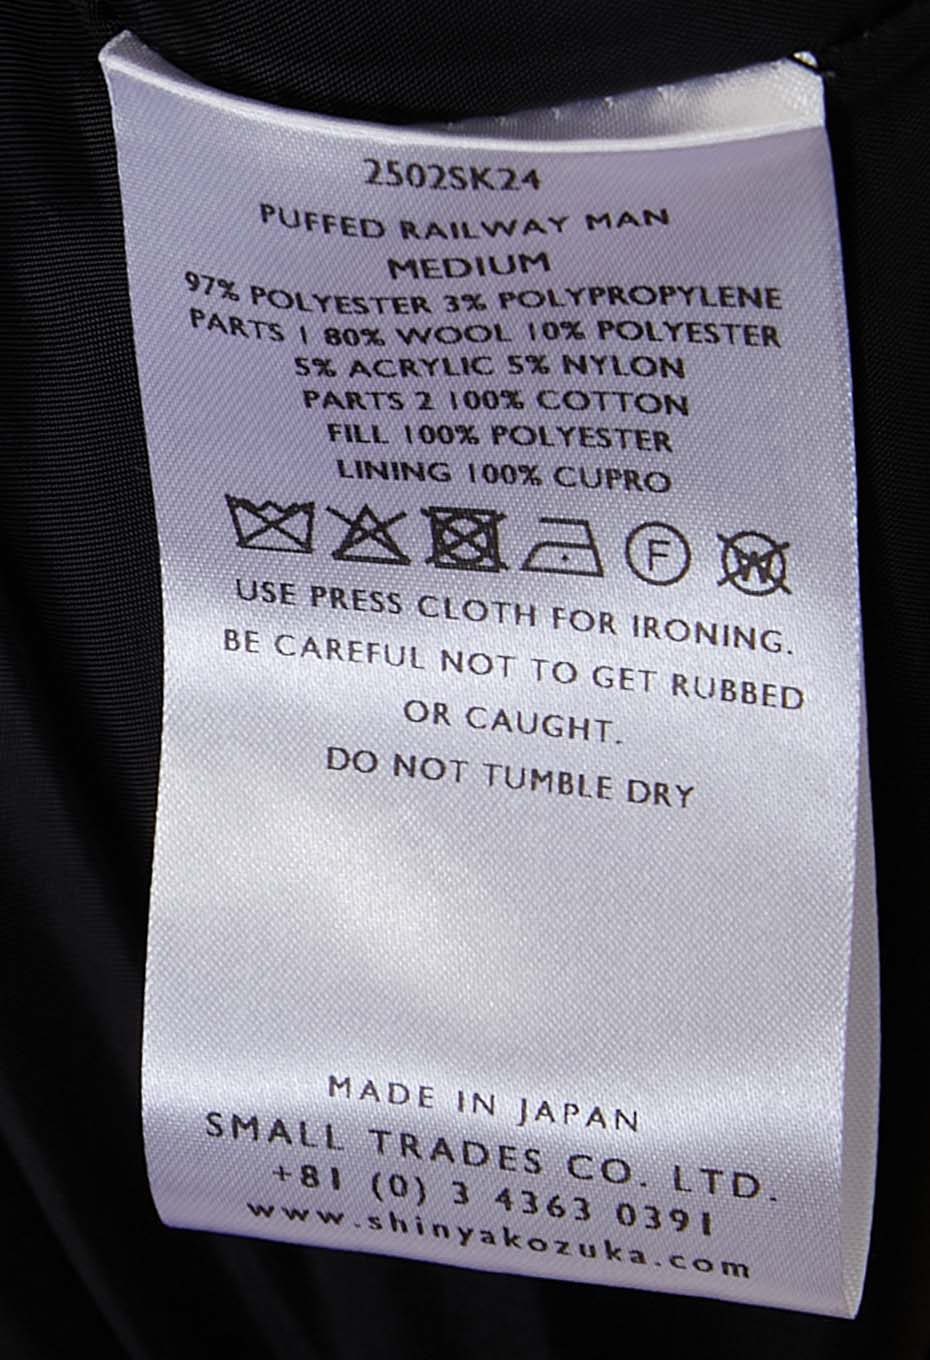 2502SK24
PUFFED RAILWAY MAN
MEDIUM
97% POLYESTER 3% POLYPROPYLENE
PARTS 1 80% WOOL 10% POLYESTER
5% ACRYLIC 5% NYLON
PARTS 2 100% COTTON
FILL 100% POLYESTER
LINING 100% CUPRO
F W
USE PRESS CLOTH FOR IRONING.
BE CAREFUL NOT TO GET RUBBED
OR CAUGHT.
DO NOT TUMBLE DRY
MADE IN JAPAN
SMALL TRADES CO. LTD.
+81 (0) 3 4363 0391
www.shinyakozuka.com